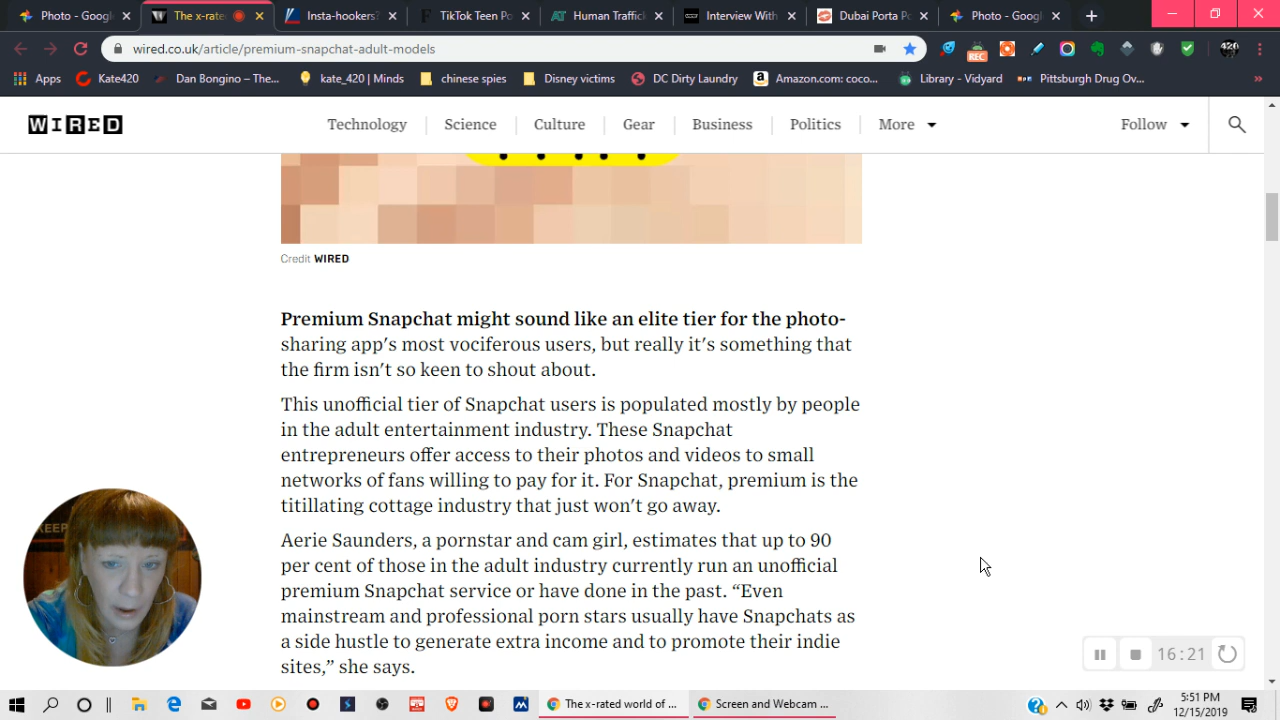 Photo - Googl
The x-rate
Insta-hookers?
TikTok Teen P
Human Traffic
Interview With
Dubai Porta Po
Photo - Googl
wired.co.uk/article/premium-snapchat-adult-models
REC
420
Apps
Kate420
Dan Bongino – The...
kate_420 | Minds
chinese spies
Disney victims
DC Dirty Laundry
Amazon.com: coco...
Library - Vidyard
Pittsburgh Drug Ov...
»
WIRED
Technology
Science
Culture
Gear
Business
Politics
More
Follow
Credit WIRED
Premium Snapchat might sound like an elite tier for the photo-
sharing app's most vociferous users, but really it's something that
the firm isn't so keen to shout about.
This unofficial tier of Snapchat users is populated mostly by people
in the adult entertainment industry. These Snapchat
entrepreneurs offer access to their photos and videos to small
networks of fans willing to pay for it. For Snapchat, premium is the
titillating cottage industry that just won't go away.
Aerie Saunders, a pornstar and cam girl, estimates that up to 90
per cent of those in the adult industry currently run an unofficial
premium Snapchat service or have done in the past. “Even
mainstream and professional porn stars usually have Snapchats as
a side hustle to generate extra income and to promote their indie
sites,” she says.
KEEP
16:21
The x-rated world of ...
Screen and Webcam ...
5:51 PM
12/15/2019